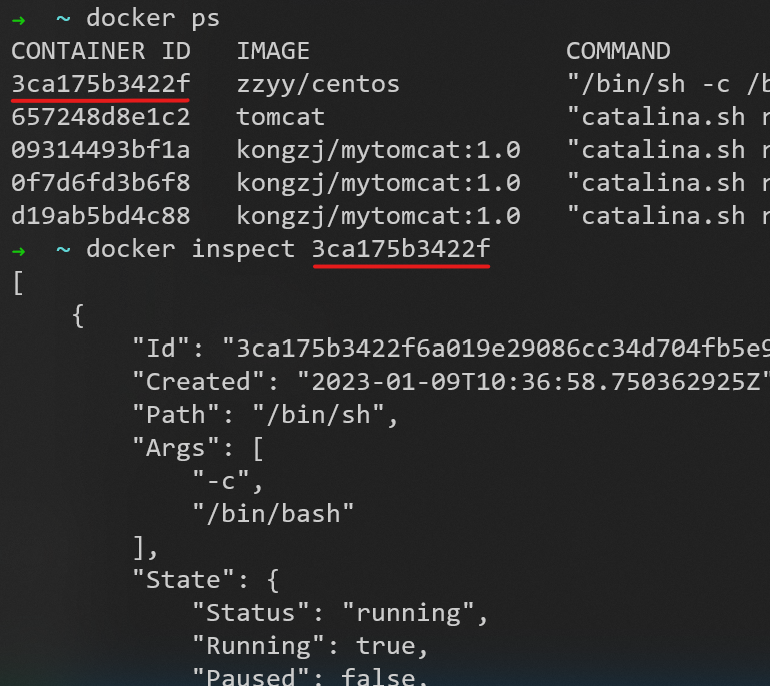 →  ~ docker ps
CONTAINER ID   IMAGE                 COMMAND
3ca175b3422f   zzyy/centos           "/bin/sh -c /b
657248d8e1c2   tomcat                "catalina.sh r
09314493bf1a   kongzj/mytomcat:1.0   "catalina.sh r
0f7d6fd3b6f8   kongzj/mytomcat:1.0   "catalina.sh r
d19ab5bd4c88   kongzj/mytomcat:1.0   "catalina.sh r
→  ~ docker inspect 3ca175b3422f
[
    {
        "Id": "3ca175b3422f6a019e29086cc34d704fb5e9
        "Created": "2023-01-09T10:36:58.750362925Z"
        "Path": "/bin/sh",
        "Args": [
            "-c",
            "/bin/bash"
        ],
        "State": {
            "Status": "running",
            "Running": true,
            "Paused": false,